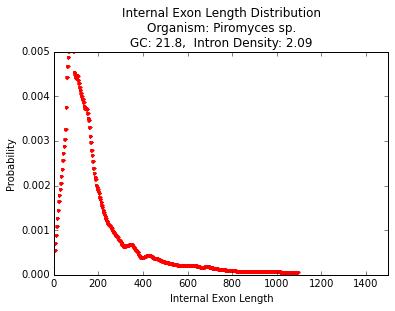 Internal Exon Length Distribution
Organism: Piromyces sp.
GC: 21.8,  Intron Density: 2.09
0.005
0.004
0.003
0.002
0.001
0.000
Probability
0 200 400 600 800 1000 1200 1400
Internal Exon Length